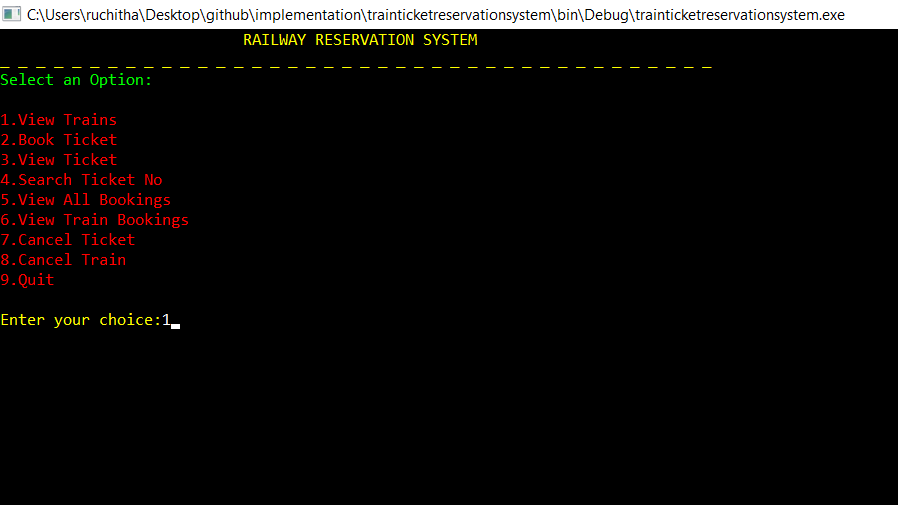 C:\Users\ruchitha\Desktop\github\implementation\trainticketreservationsystem\bin\Debug\trainticketreservationsystem.exe
RAILWAY RESERVATION SYSTEM
_ _ _ _ _ _ _ _ _ _ _ _ _ _ _ _ _ _ _ _ _ _ _ _ _ _ _ _ _ _ _ _ _ _ _ _ _ _ _ _
Select an Option:
1.View Trains
2.Book Ticket
3.View Ticket
4.Search Ticket No
5.View All Bookings
6.View Train Bookings
7.Cancel Ticket
8.Cancel Train
9.Quit
Enter your choice:1